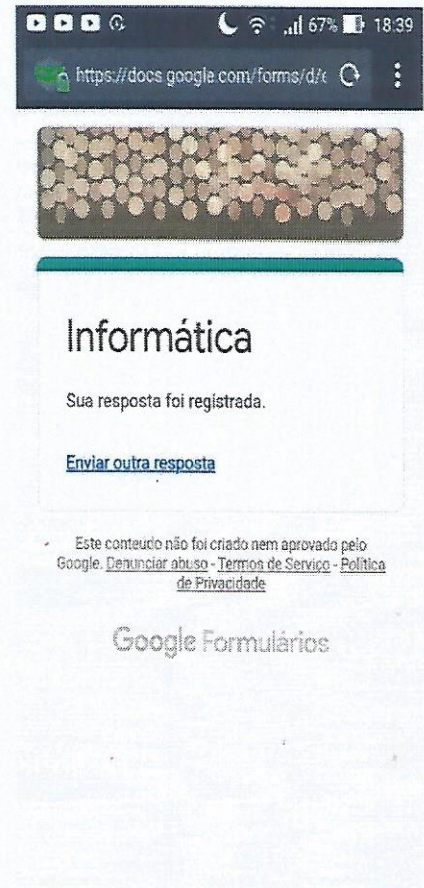 67% 18:39
https://docs.google.com/forms/d/e
Informática
Sua resposta foi registrada.
Enviar outra resposta
Este conteúdo não foi criado nem aprovado pelo
Google. Denunciar abuso - Termos de Serviço - Política
de Privacidade
Google Formulários